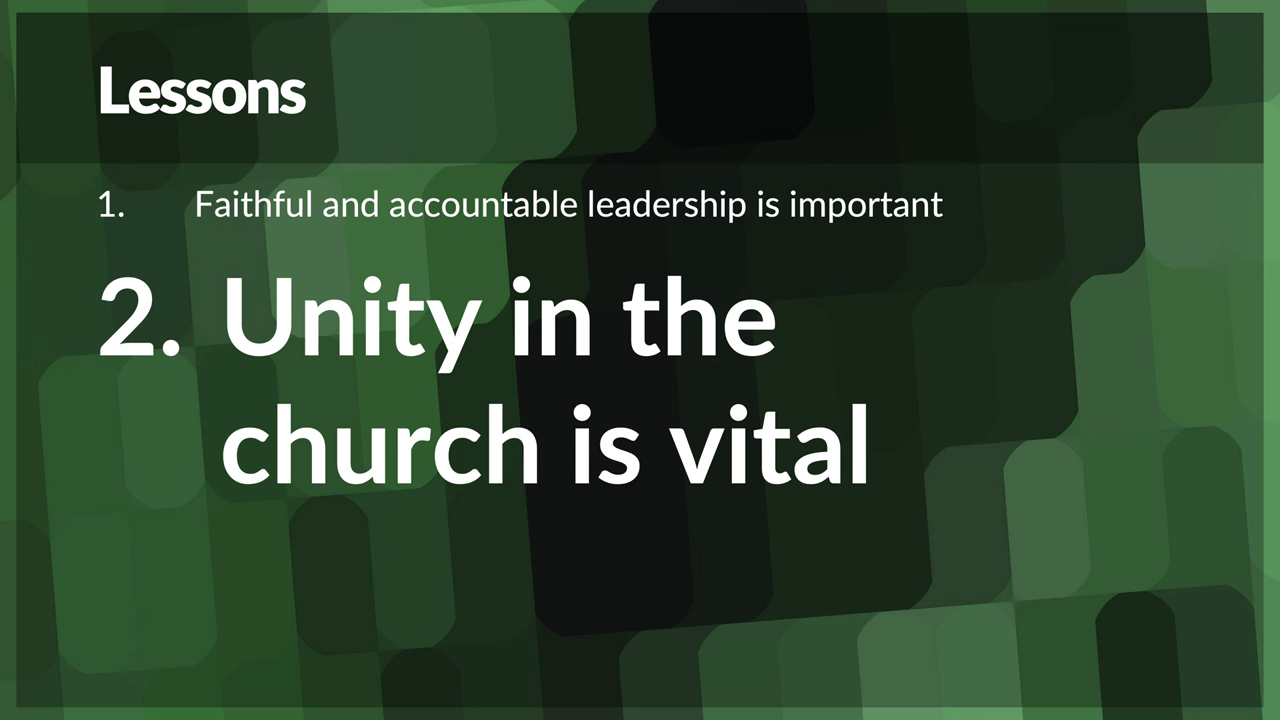 Lessons
1. Faithful and accountable leadership is important
2. Unity in the
church is vital